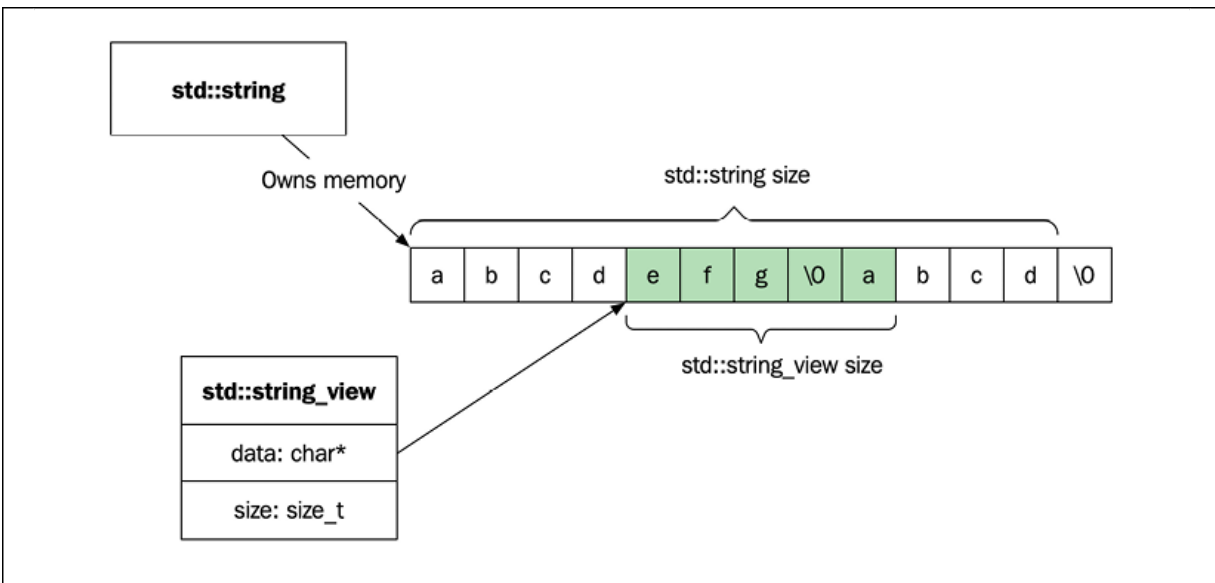 std::string
Owns memory
std::string size
a b c d e f g \0 a b c d \0
std::string_view size
std::string_view
data: char*
size: size_t